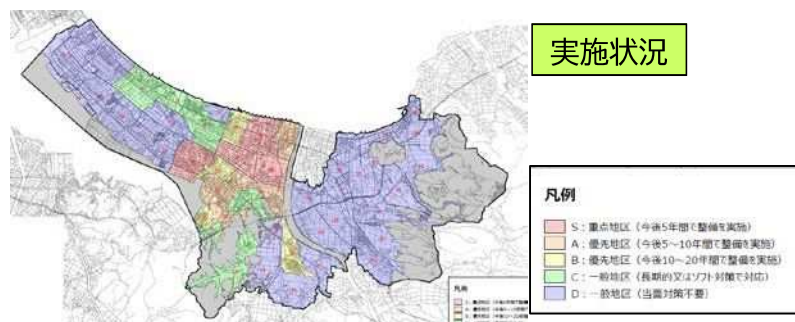 実施状況
凡例
S：重点地区（今後5年間で整備を実施）
A：優先地区（今後5～10年間で整備を実施）
B：優先地区（今後10～20年間で整備を実施）
C：一般地区（長期的又はソフト対策で対応）
D：一般地区（当面対策不要）
凡例